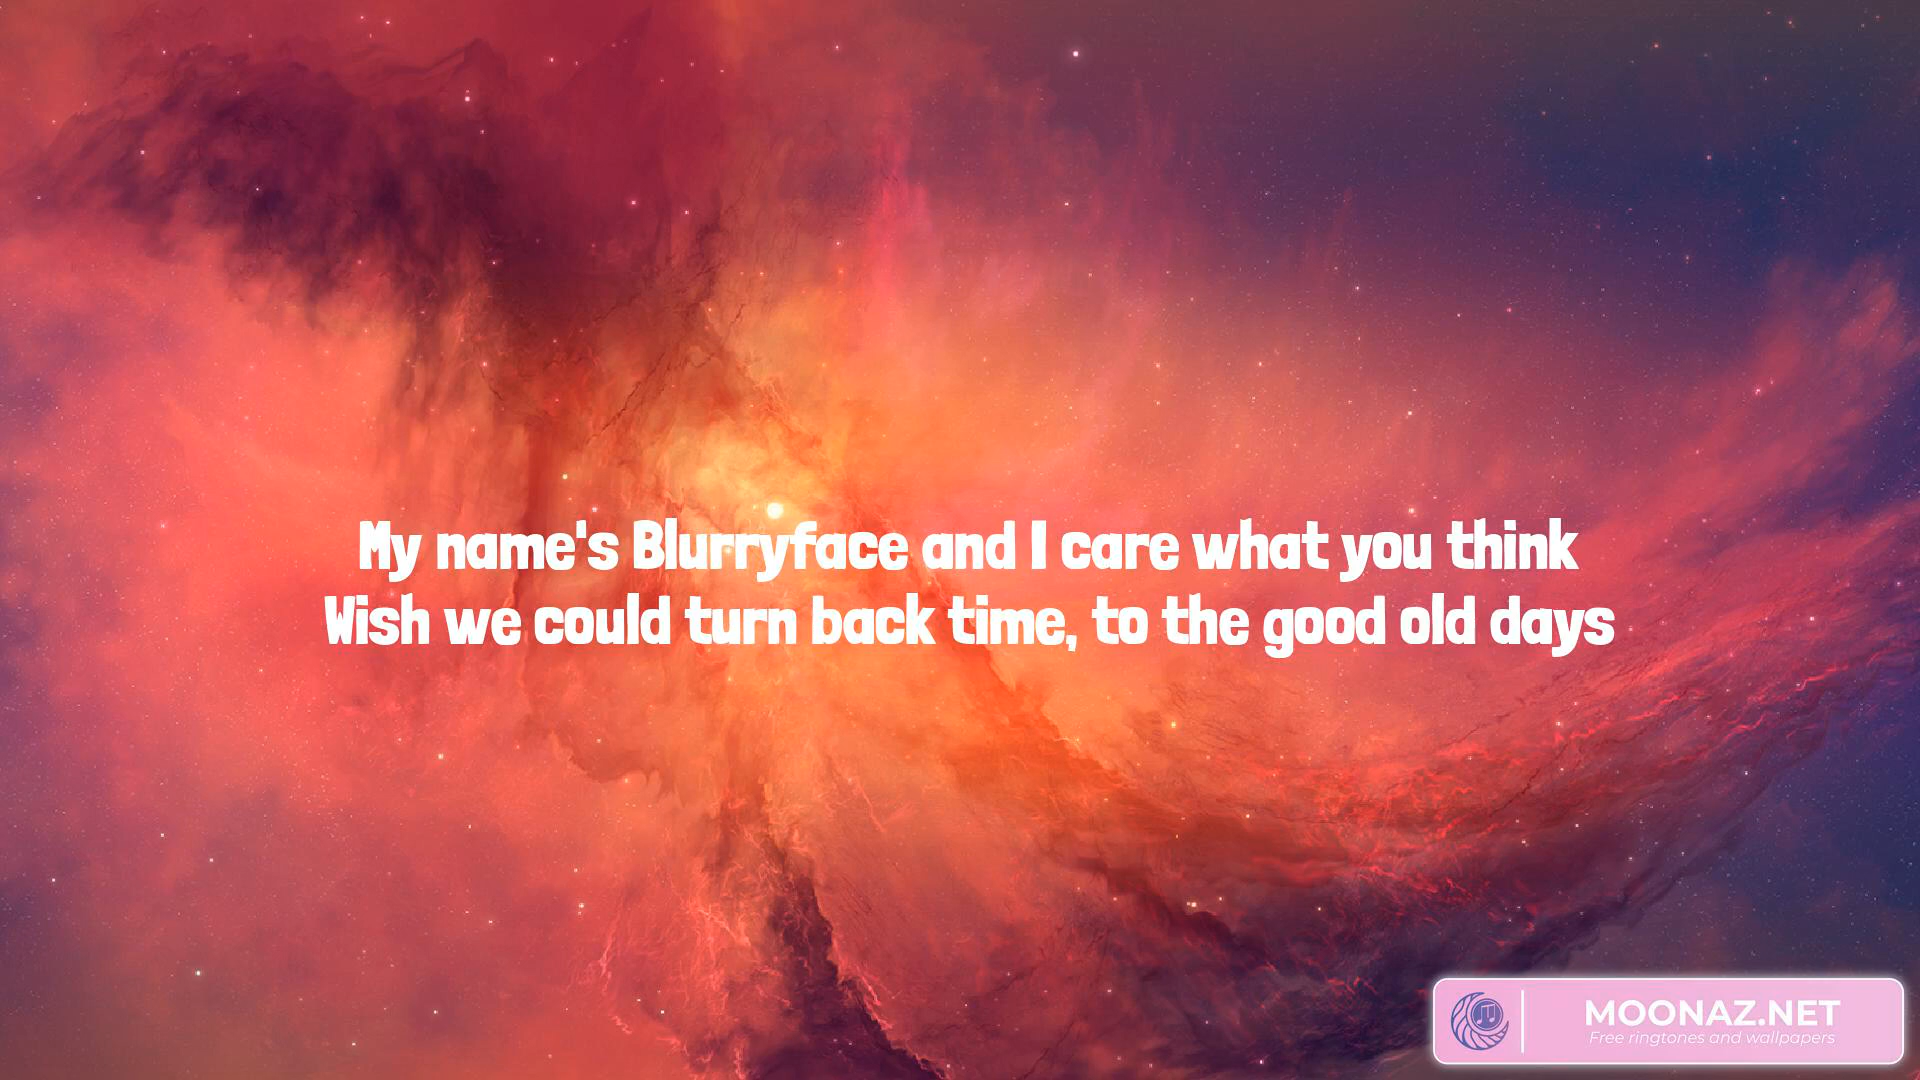 My name's Blurryface and I care what you think
Wish we could turn back time, to the good old days
MOONAZ.NET
Free ringtones and wallpapers